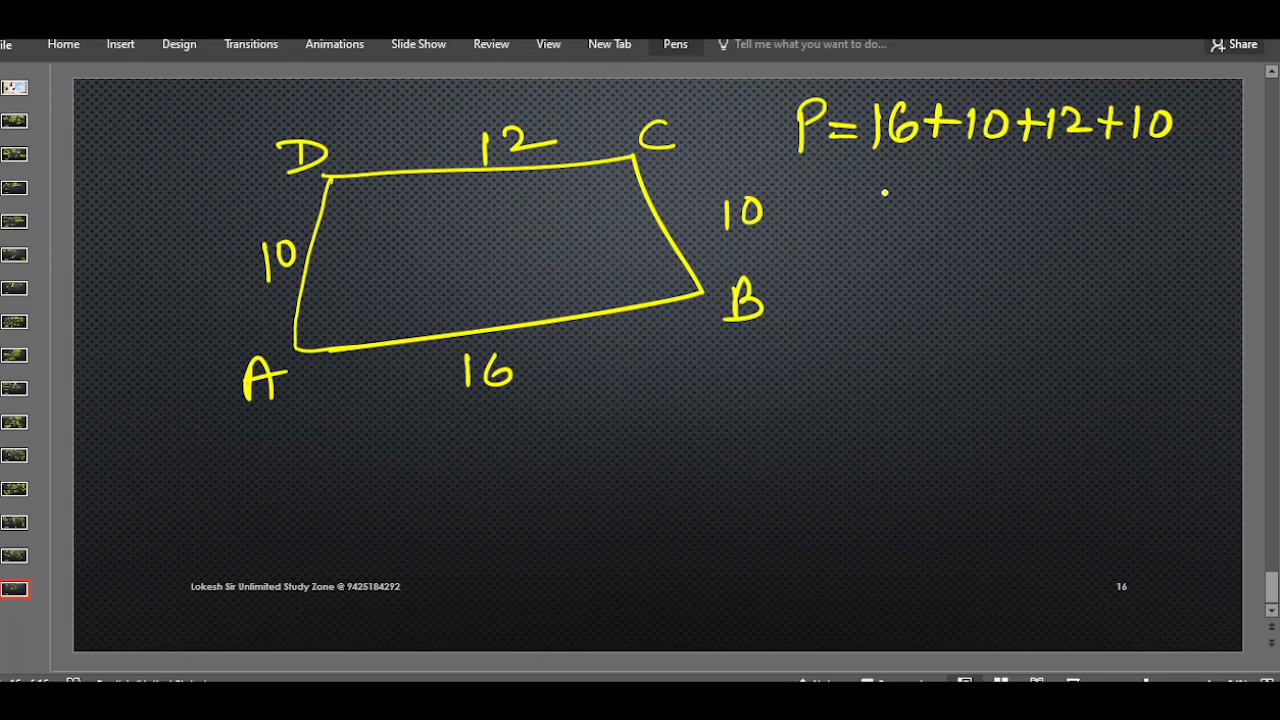 File Home Insert Design Transitions Animations Slide Show Review View New Tab Pens Tell me what you want to do... Share
P=16+10+12+10
D 12 C
10 10
A 16 B
Lokesh Sir Unlimited Study Zone @ 9425184292 16